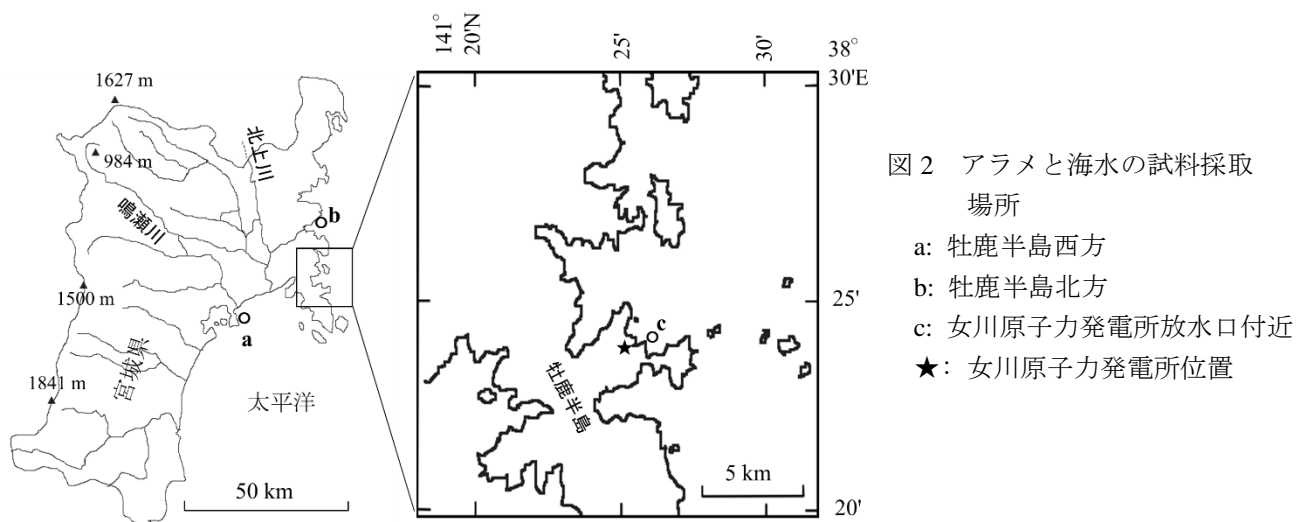 1627 m
984 m
北上川
鳴瀬川
b
1500 m
a
宮城県
1841 m
太平洋
50 km
141°
20'N
25'
30'
38°
30'E
25'
c
★
牡鹿半島
5 km
20'
図2 アラメと海水の試料採取
場所
a: 牡鹿半島西方
b: 牡鹿半島北方
c: 女川原子力発電所放水口付近
★: 女川原子力発電所位置